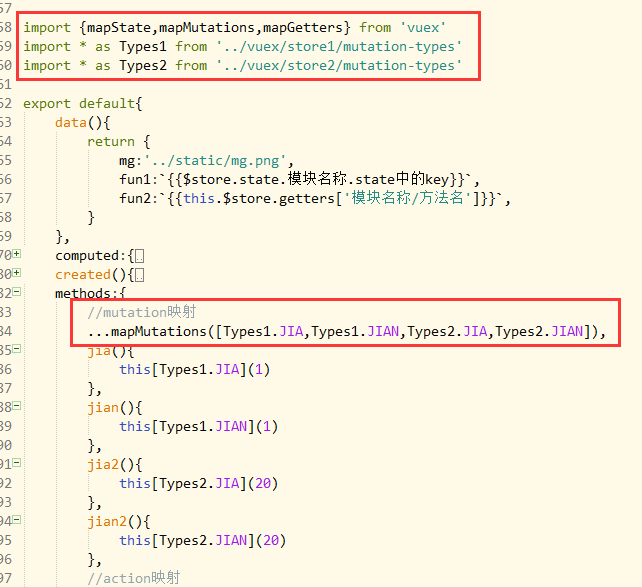 57
58 import {mapState,mapMutations,mapGetters} from 'vuex'
59 import * as Types1 from '../vuex/store1/mutation-types'
60 import * as Types2 from '../vuex/store2/mutation-types'
61
62 export default{
63 data(){
64 return {
65 mg:'../static/mg.png',
66 fun1:`{{$store.state.模块名称.state中的key}}`,
67 fun2:`{{this.$store.getters['模块名称/方法名']}}`,
68 }
69 },
70 computed:{..
80 created(){..
82 methods:{
83 //mutation映射
84 ...mapMutations([Types1.JIA,Types1.JIAN,Types2.JIA,Types2.JIAN]),
85 jia(){
86 this[Types1.JIA](1)
87 },
88 jian(){
89 this[Types1.JIAN](1)
90 },
91 jia2(){
92 this[Types2.JIA](20)
93 },
94 jian2(){
95 this[Types2.JIAN](20)
96 },
97 //action映射